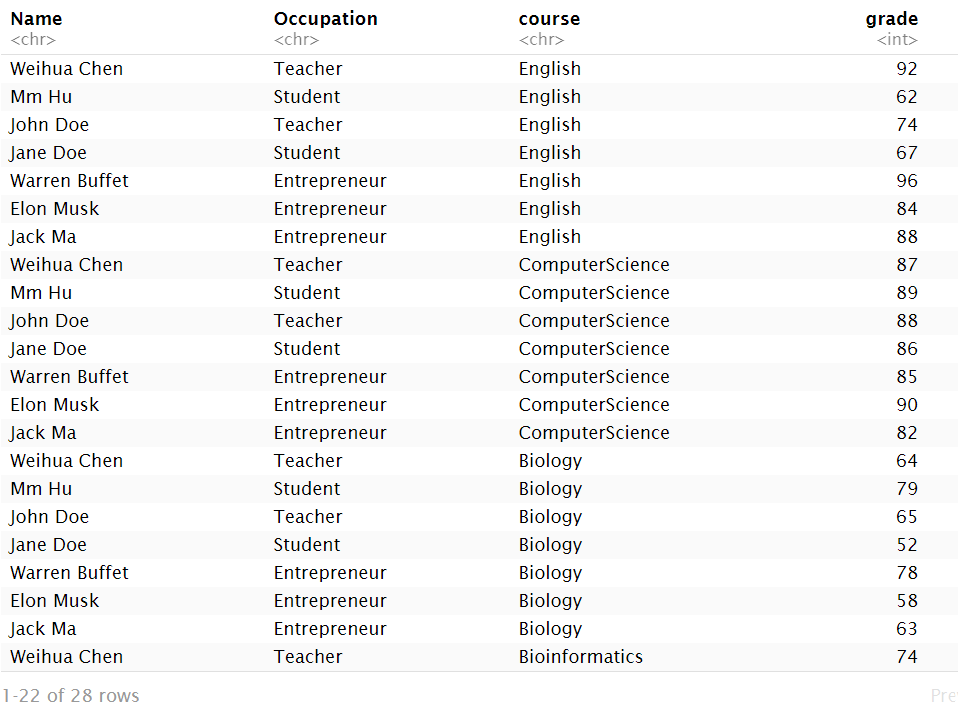 Name Occupation course grade
<chr> <chr> <chr> <int>
Weihua Chen Teacher English 92
Mm Hu Student English 62
John Doe Teacher English 74
Jane Doe Student English 67
Warren Buffet Entrepreneur English 96
Elon Musk Entrepreneur English 84
Jack Ma Entrepreneur English 88
Weihua Chen Teacher ComputerScience 87
Mm Hu Student ComputerScience 89
John Doe Teacher ComputerScience 88
Jane Doe Student ComputerScience 86
Warren Buffet Entrepreneur ComputerScience 85
Elon Musk Entrepreneur ComputerScience 90
Jack Ma Entrepreneur ComputerScience 82
Weihua Chen Teacher Biology 64
Mm Hu Student Biology 79
John Doe Teacher Biology 65
Jane Doe Student Biology 52
Warren Buffet Entrepreneur Biology 78
Elon Musk Entrepreneur Biology 58
Jack Ma Entrepreneur Biology 63
Weihua Chen Teacher Bioinformatics 74
1-22 of 28 rows Pre